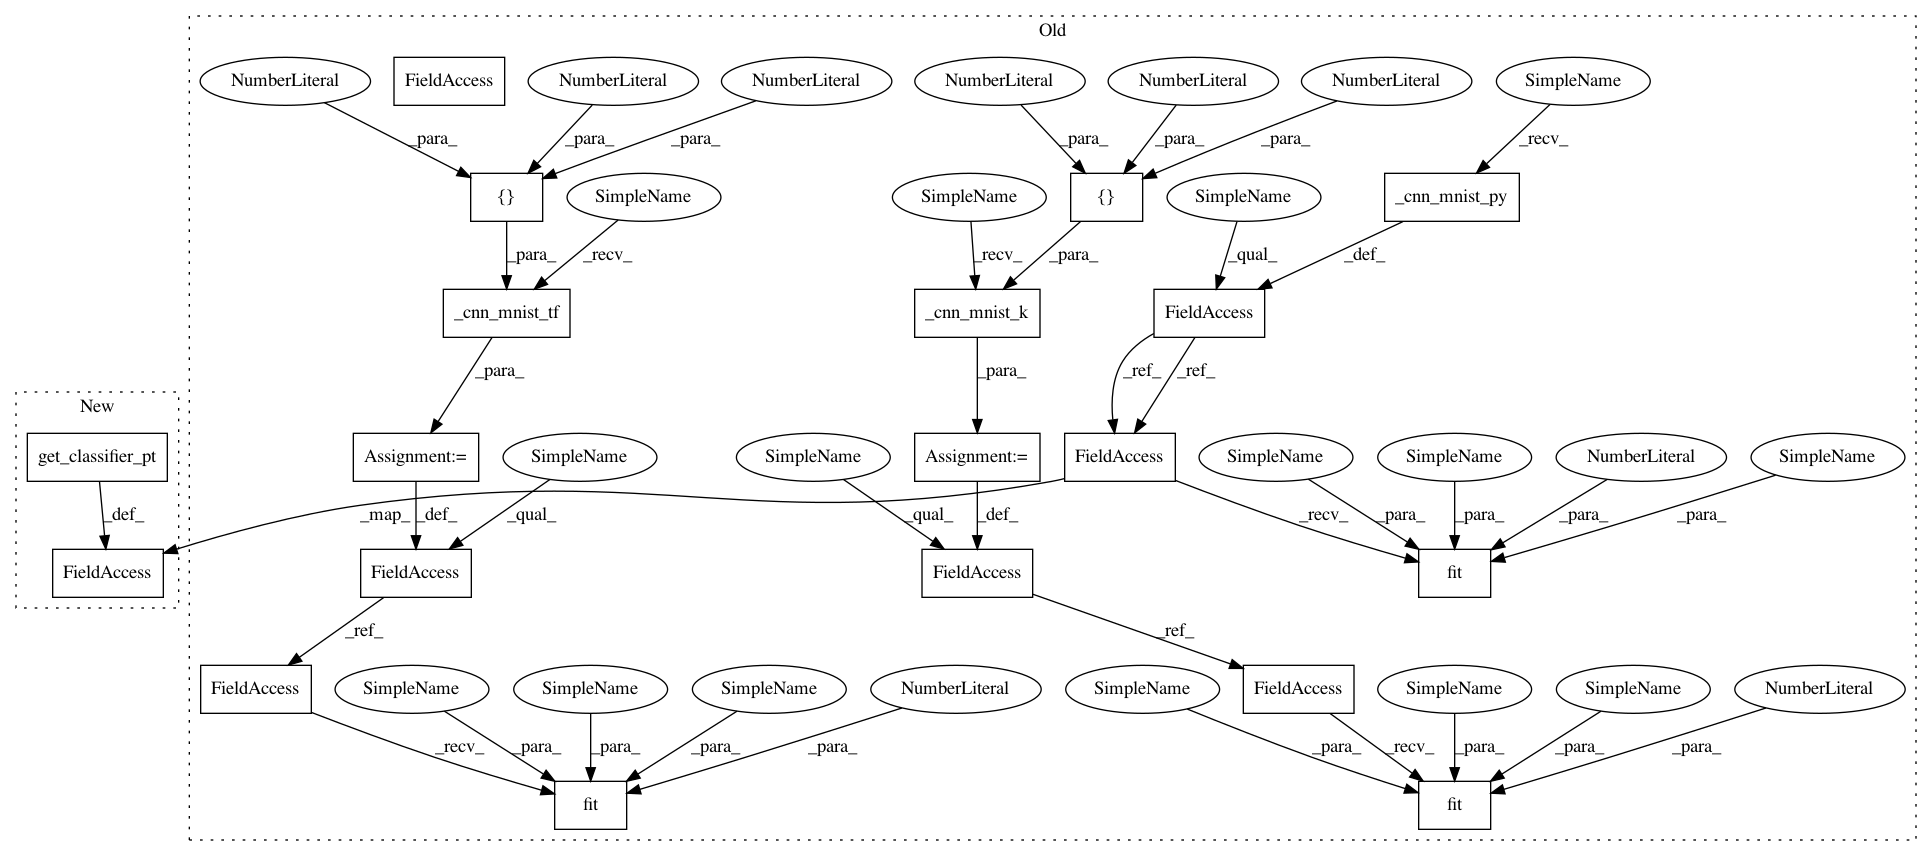 Old
NumberLiteral FieldAccess NumberLiteral NumberLiteral NumberLiteral NumberLiteral NumberLiteral SimpleName
_para_ _para_ _para_ _para_ _para_ _para_ _recv_
{} SimpleName SimpleName {} SimpleName _cnn_mnist_py
_para_ _recv_ _recv_ _para_ _qual_ _def_
_cnn_mnist_tf _cnn_mnist_k FieldAccess
_para_ _para_ _ref_ _ref_
New
get_classifier_pt Assignment:= SimpleName SimpleName Assignment:= FieldAccess SimpleName SimpleName NumberLiteral SimpleName
_def_ _map_ _def_ _qual_ _qual_ _def_ _recv_ _para_ _para_ _para_ _para_
FieldAccess FieldAccess FieldAccess fit
_ref_ _ref_
FieldAccess SimpleName SimpleName SimpleName NumberLiteral SimpleName FieldAccess SimpleName SimpleName NumberLiteral
_recv_ _para_ _para_ _para_ _para_ _para_ _recv_ _para_ _para_ _para_
fit fit